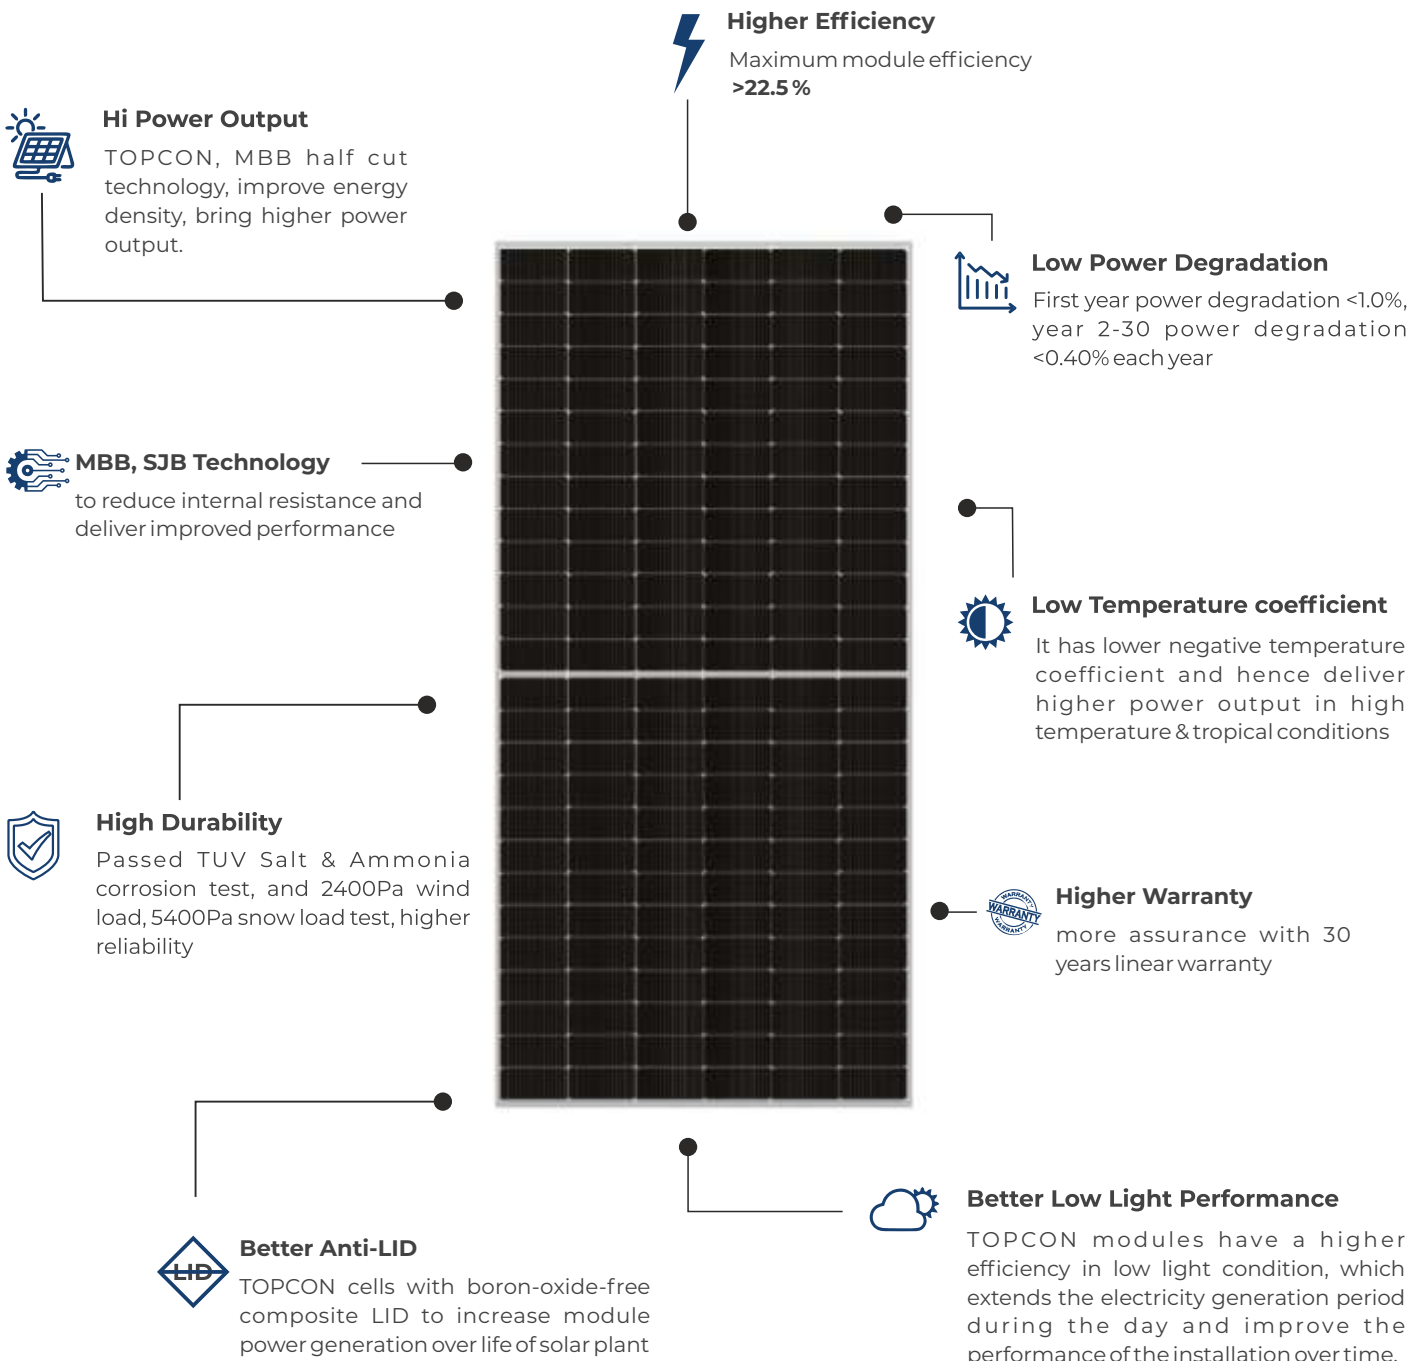 Higher Efficiency
Maximum module efficiency
>22.5 %
Hi Power Output
TOPCON, MBB half cut
technology, improve energy
density, bring higher power
output.
Low Power Degradation
First year power degradation <1.0%,
year 2-30 power degradation
<0.40% each year
MBB, SJB Technology
to reduce internal resistance and
deliver improved performance
Low Temperature coefficient
It has lower negative temperature
coefficient and hence deliver
higher power output in high
temperature & tropical conditions
High Durability
Passed TUV Salt & Ammonia
corrosion test, and 2400Pa wind
load, 5400Pa snow load test, higher
reliability
WARRANTY
WARRANTY
WARRANTY
Higher Warranty
more assurance with 30
years linear warranty
LID
Better Anti-LID
TOPCON cells with boron-oxide-free
composite LID to increase module
power generation over life of solar plant
Better Low Light Performance
TOPCON modules have a higher
efficiency in low light condition, which
extends the electricity generation period
during the day and improve the
performance of the installation over time.